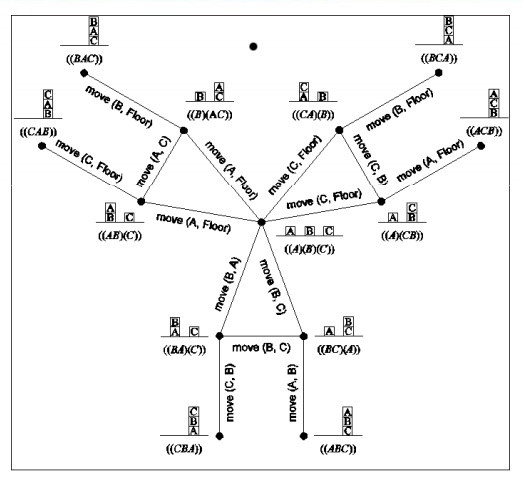 B
A
C
((BAC))
B
C
A
((BCA))
C
A
B
((CAB))
move (B, Floor)
A
B C
((B)(AC)
C
A B
((CA)(B))
move (B, Floor)
A
C
B
((ACB))
move (C, Floor)
move (A, C)
move (A, Floor)
move (C, Floor)
move (C, B)
move (A, Floor)
A
B C
((AB)(C))
move (A, Floor)
move (C, Floor)
C
A B
((A)(CB))
A B C
((A)(B)(C))
move (B, A)
move (B, C)
B
A C
((BA)(C))
move (B, C)
B
A C
((BC)(A))
move (C, B)
move (A, B)
C
B
A
((CBA))
A
B
C
((ABC))